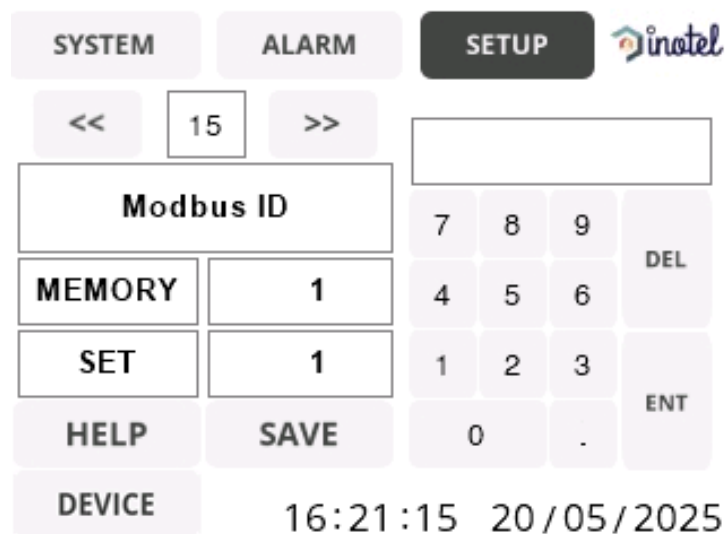 SYSTEM ALARM SETUP inotel
<< 15 >>
Modbus ID
7 8 9
DEL
MEMORY 1
4 5 6
SET 1
1 2 3
ENT
HELP SAVE
0 .
DEVICE
16:21:15 20/05/2025